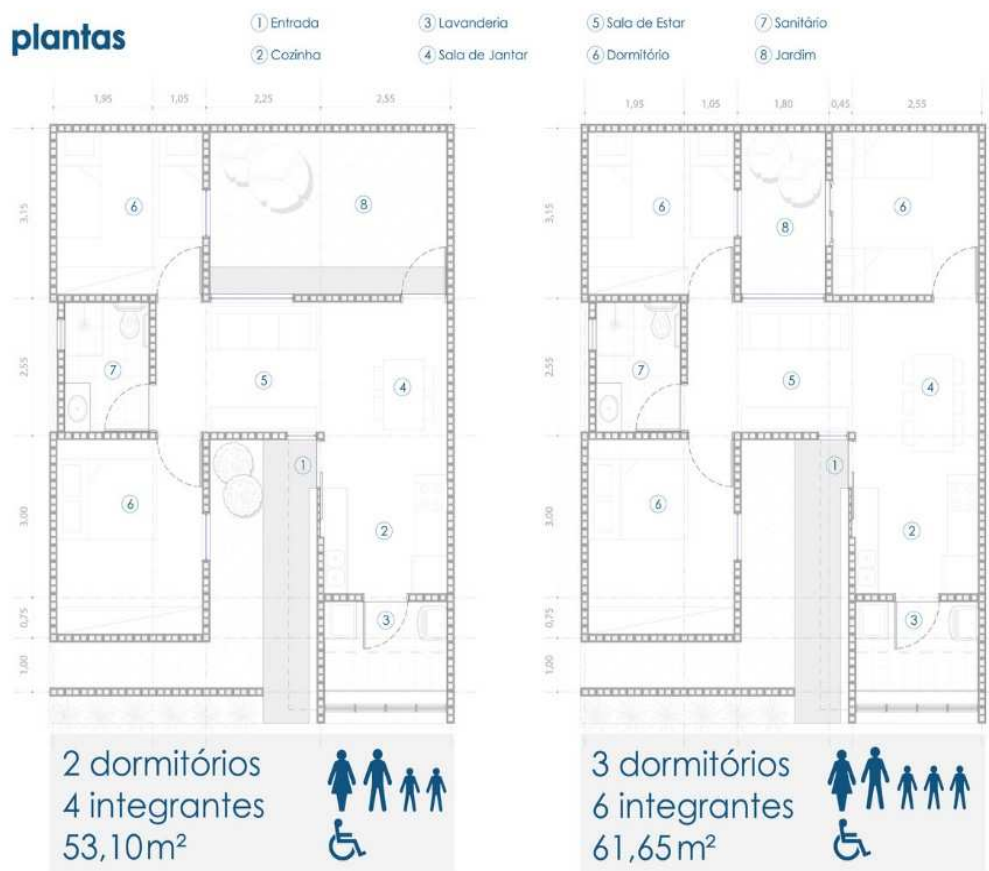 plantas
① Entrada
② Cozinha
③ Lavanderia
④ Sala de Jantar
⑤ Sala de Estar
⑥ Dormitório
⑦ Sanitário
⑧ Jardim
1,95 1,05 2,25 2,55
3,15
2,55
3,00
0,75
1,00
6
8
7
5
4
1
6
2
3
2 dormitórios
4 integrantes
53,10m²
1,95 1,05 1,80 0,45 2,55
3,15
2,55
3,00
0,75
1,00
6
8
6
7
5
4
1
6
2
3
3 dormitórios
6 integrantes
61,65m²